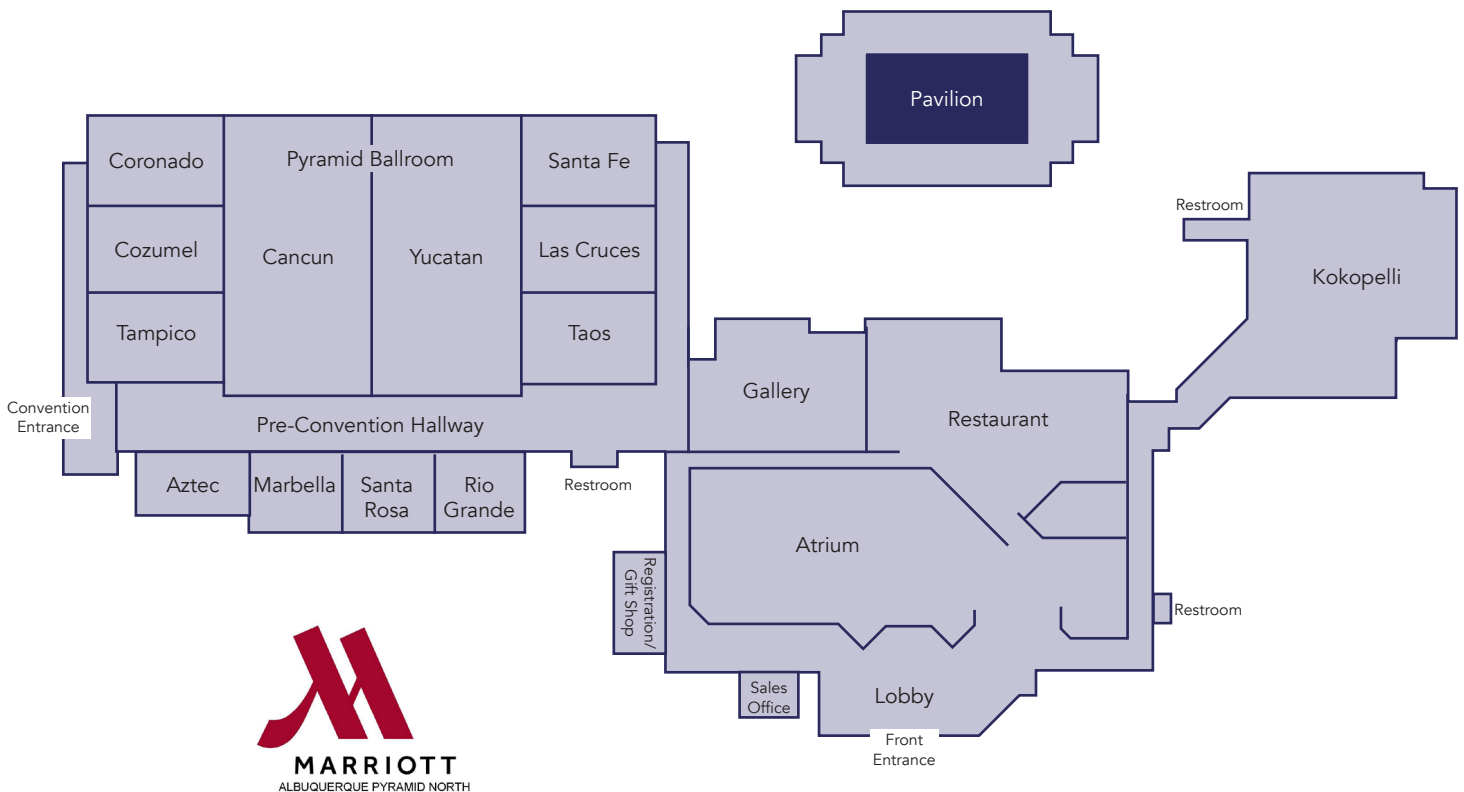 Pavilion
Coronado
Pyramid Ballroom
Santa Fe
Restroom
Cozumel
Cancun
Yucatan
Las Cruces
Kokopelli
Tampico
Taos
Gallery
Restaurant
Convention
Entrance
Pre-Convention Hallway
Aztec
Marbella
Santa
Rosa
Rio
Grande
Restroom
Atrium
Registration/
Gift Shop
Restroom
Sales
Office
Lobby
Front
Entrance
MARRIOTT
ALBUQUERQUE PYRAMID NORTH